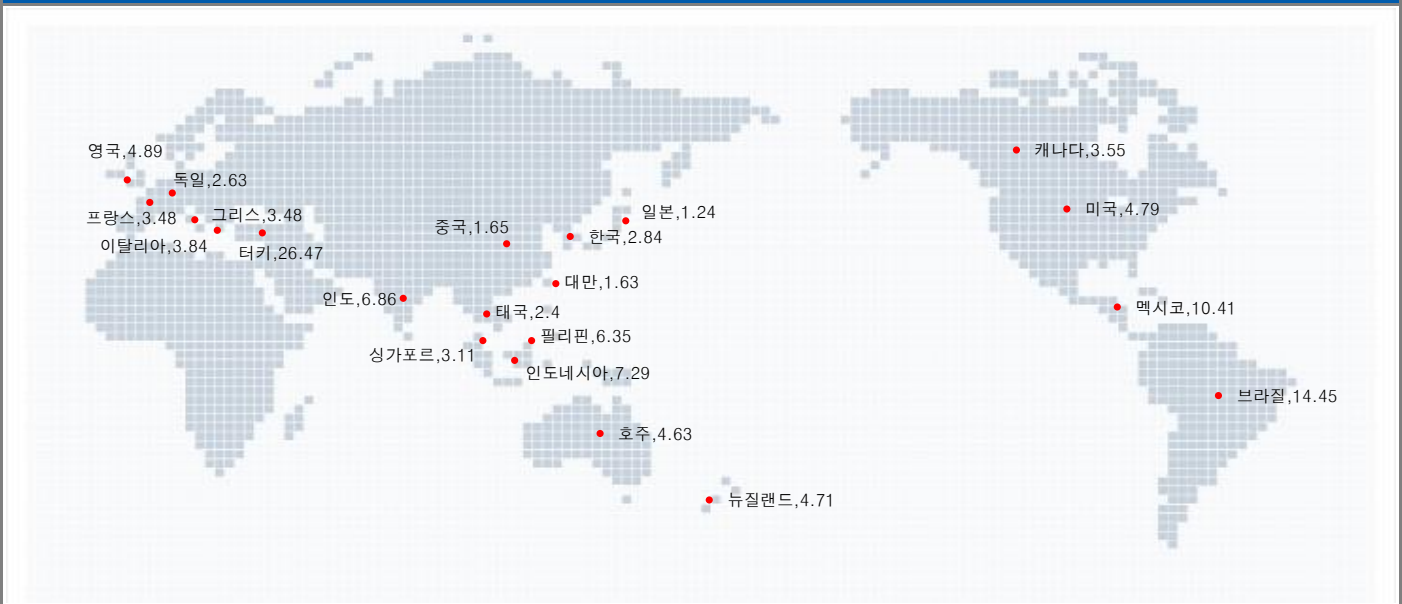 영국,4.89
캐나다,3.55
독일,2.63
미국,4.79
일본,1.24
프랑스,3.48
그리스,3.48
중국,1.65
한국,2.84
이탈리아,3.84
터키,26.47
대만,1.63
인도,6.86
멕시코,10.41
태국,2.4
필리핀,6.35
싱가포르,3.11
인도네시아,7.29
브라질,14.45
호주,4.63
뉴질랜드,4.71